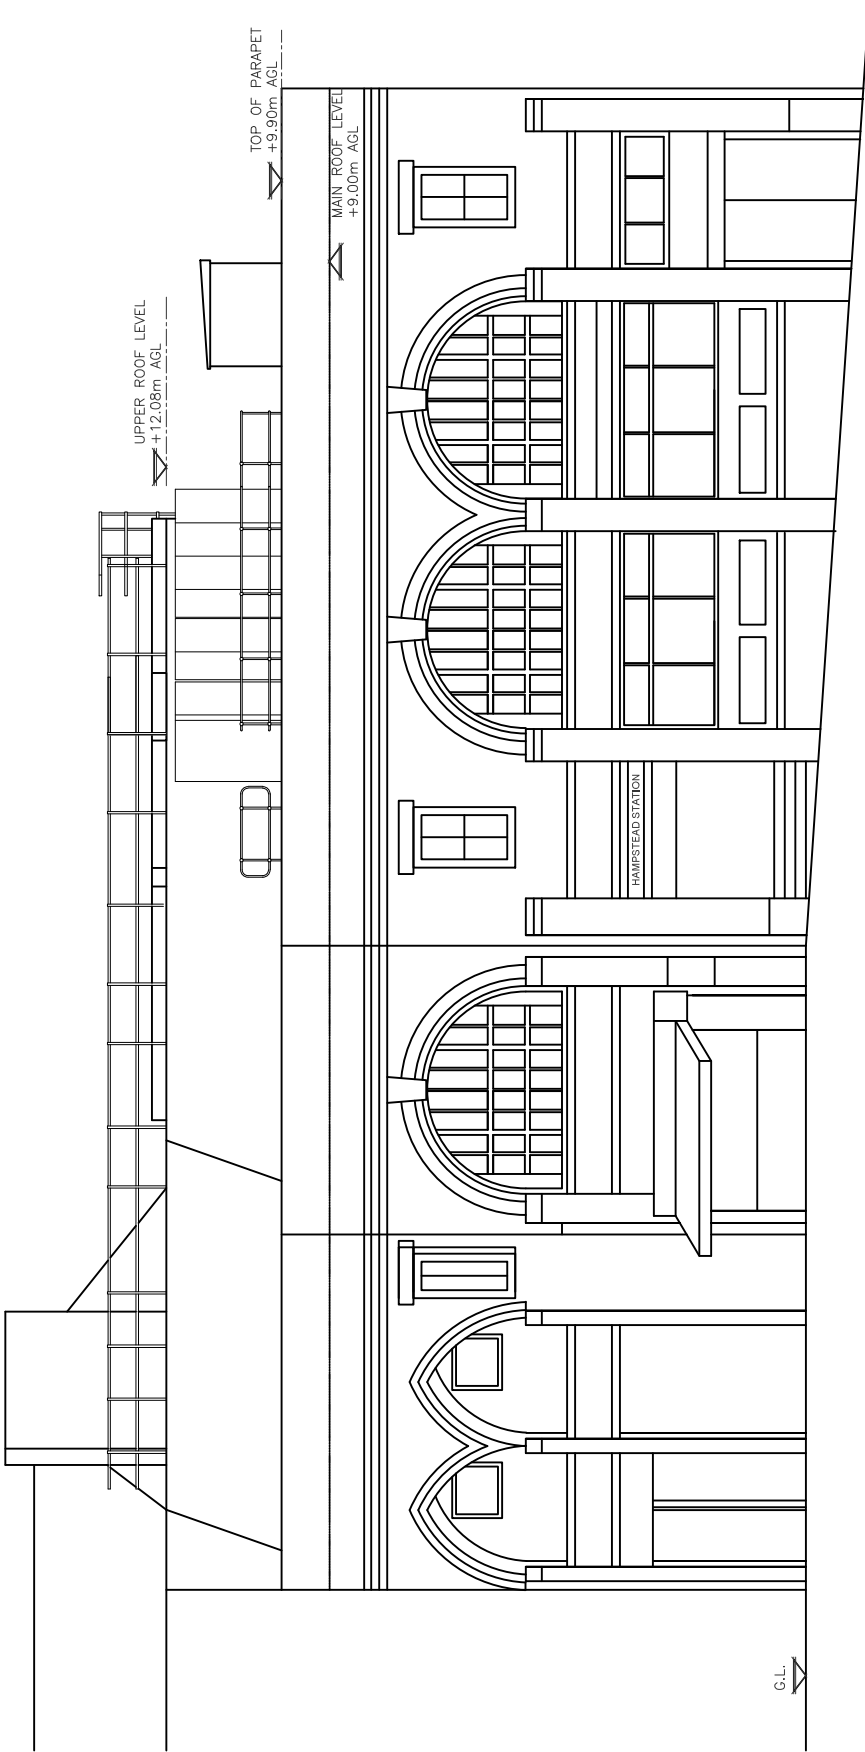 UPPER ROOF LEVEL
+12.08m AGL
TOP OF PARAPET
+9.90m AGL
MAIN ROOF LEVEL
+9.00m AGL
HAMPSTEAD STATION
G.L.